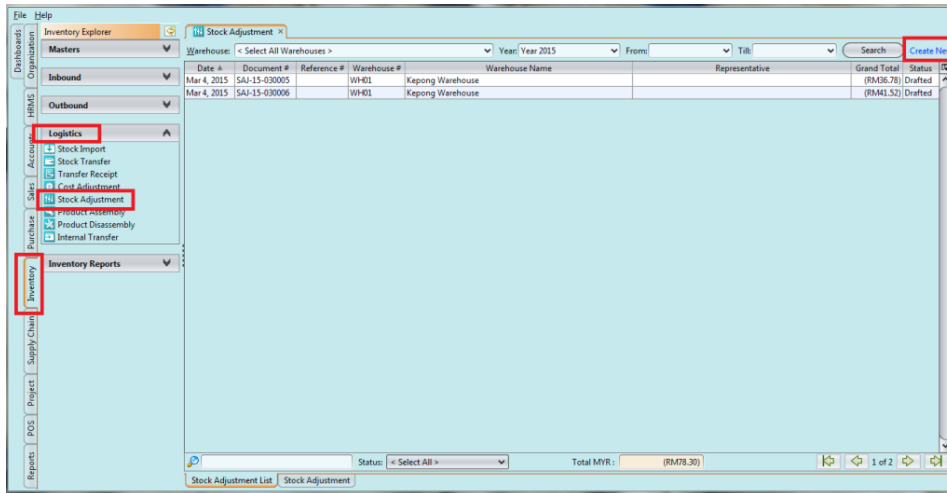 File Help
Dashboards
Organization
HRMS
Accounts
Sales
Purchase
Inventory
Supply Chain
Project
POS
Reports
Inventory Explorer
Masters
Inbound
Outbound
Logistics
Stock Import
Stock Transfer
Transfer Receipt
Cost Adjustment
Stock Adjustment
Product Assembly
Product Disassembly
Internal Transfer
Inventory Reports
Stock Adjustment ×
Warehouse: < Select All Warehouses > Year: Year 2015 From: Till: Search Create Ne
Date Document # Reference # Warehouse # Warehouse Name Representative Grand Total Status
Mar 4, 2015 SAJ-15-030005 WH01 Kepong Warehouse (RM36.78) Drafted
Mar 4, 2015 SAJ-15-030006 WH01 Kepong Warehouse (RM41.52) Drafted
Status: < Select All > Total MYR : (RM78.30) 1 of 2
Stock Adjustment List Stock Adjustment